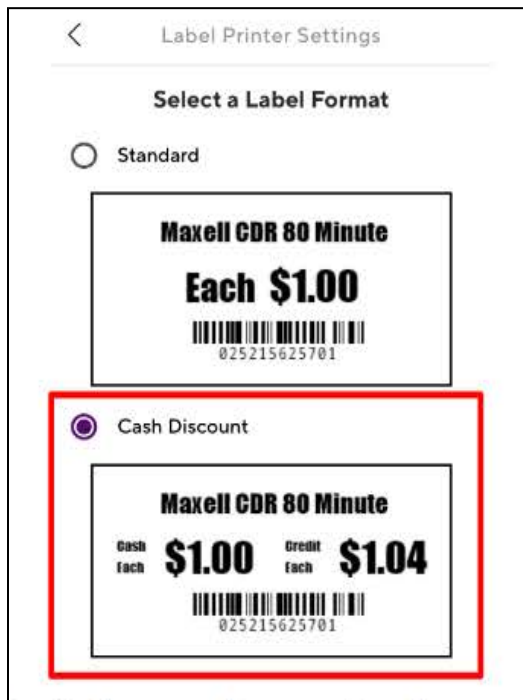 Label Printer Settings
Select a Label Format
Standard
Maxell CDR 80 Minute
Each $1.00
025215625701
Cash Discount
Maxell CDR 80 Minute
Cash Each $1.00 Credit Each $1.04
025215625701